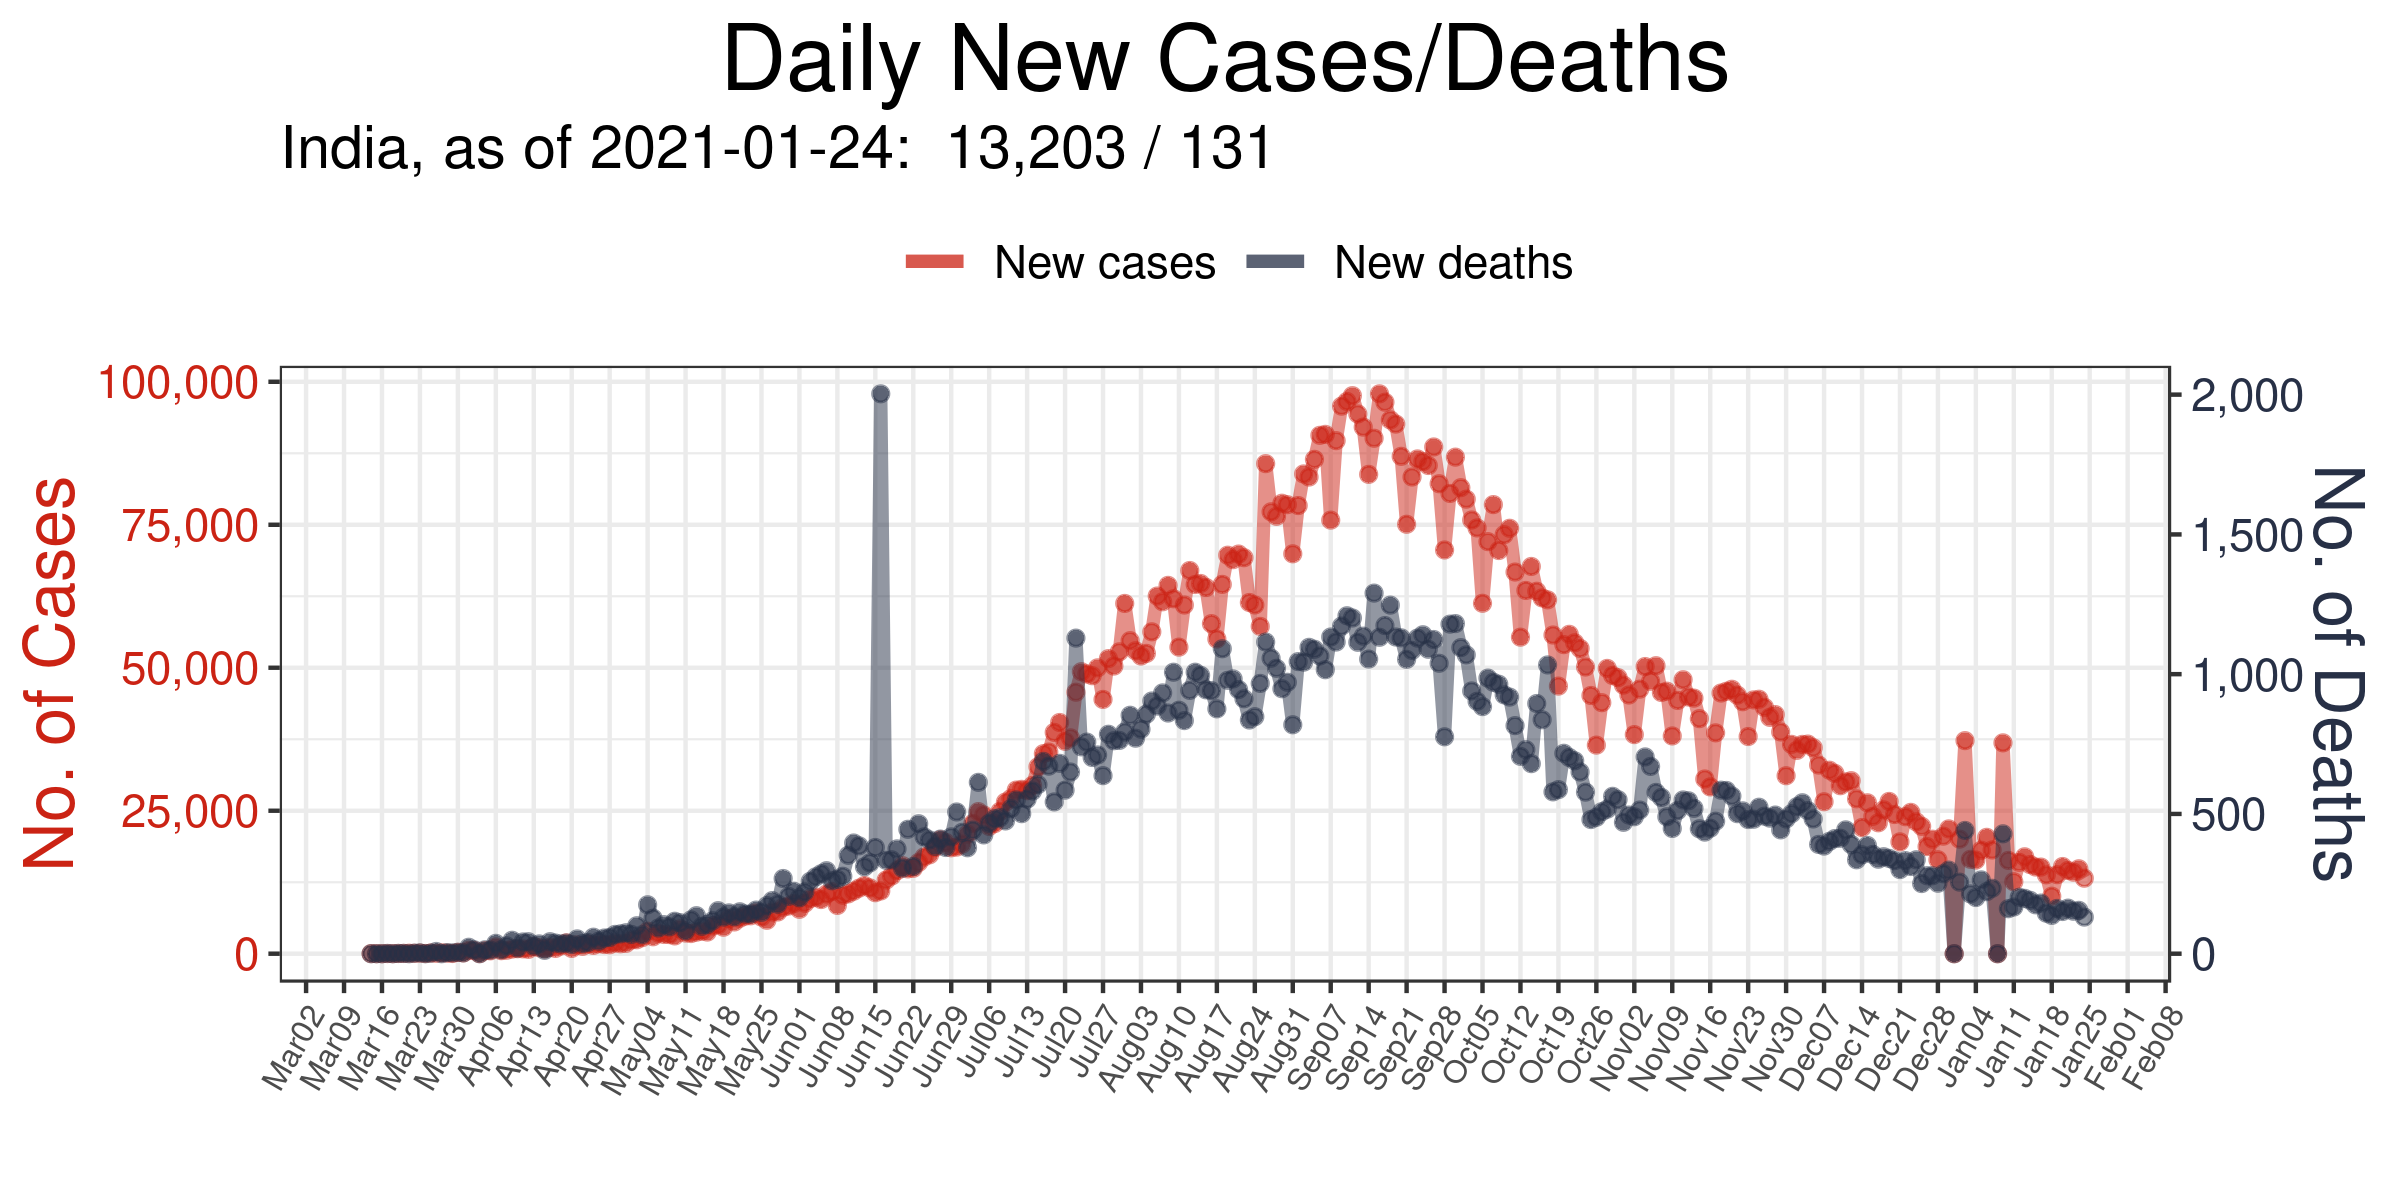 Daily New Cases/Deaths
India, as of 2021-01-24:  13,203 / 131
New cases
New deaths
No. of Cases
100,000
75,000
50,000
25,000
0
2,000
1,500
1,000
500
0
No. of Deaths
Mar02
Mar09
Mar16
Mar23
Mar30
Apr06
Apr13
Apr20
Apr27
May04
May11
May18
May25
Jun01
Jun08
Jun15
Jun22
Jun29
Jul06
Jul13
Jul20
Jul27
Aug03
Aug10
Aug17
Aug24
Aug31
Sep07
Sep14
Sep21
Sep28
Oct05
Oct12
Oct19
Oct26
Nov02
Nov09
Nov16
Nov23
Nov30
Dec07
Dec14
Dec21
Dec28
Jan04
Jan11
Jan18
Jan25
Feb01
Feb08